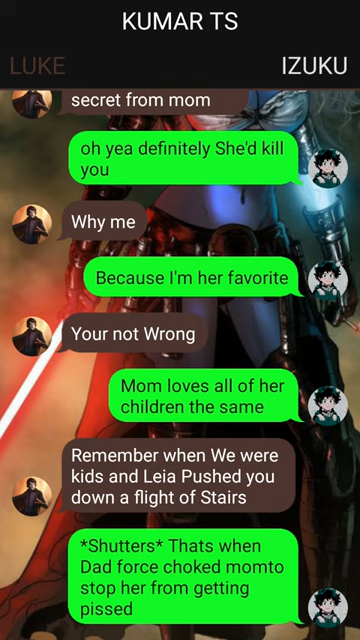 KUMAR TS
LUKE
IZUKU
secret from mom
oh yea definitely She'd kill
you
Why me
Because I'm her favorite
Your not Wrong
Mom loves all of her
children the same
Remember when We were
kids and Leia Pushed you
down a flight of Stairs
*Shutters* Thats when
Dad force choked momto
stop her from getting
pissed